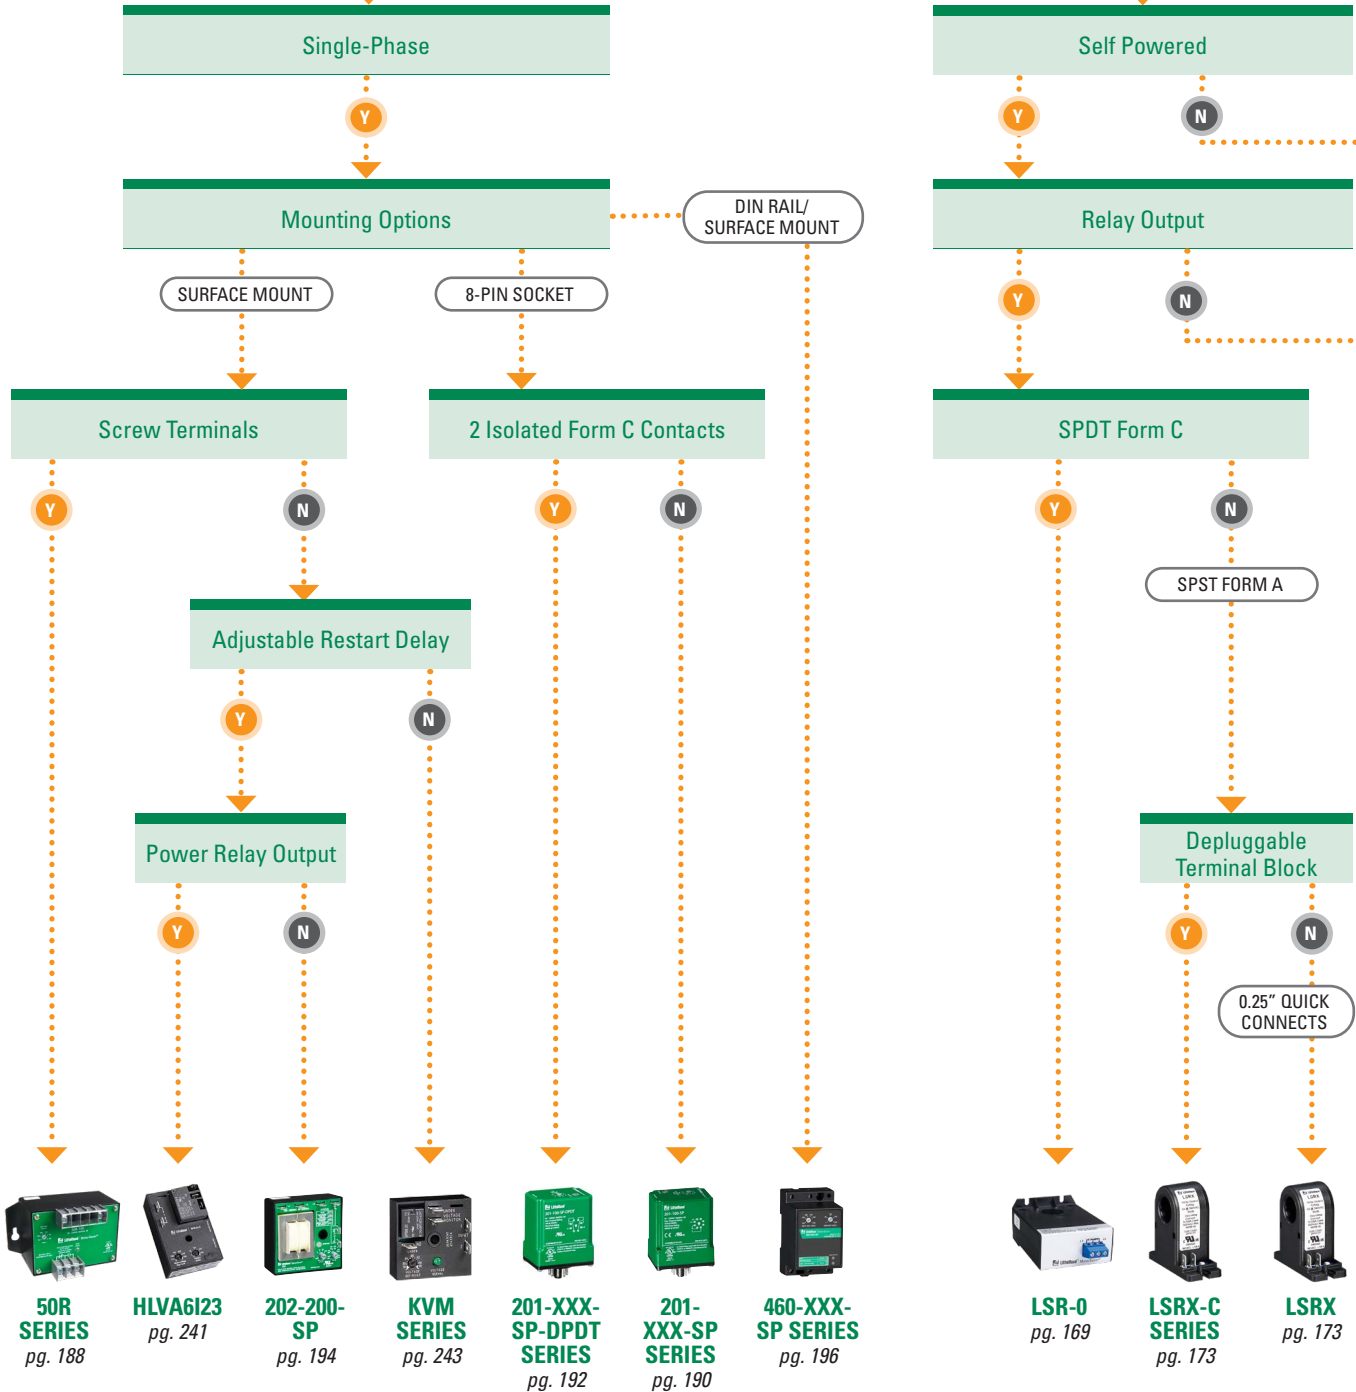 Single-Phase
Self Powered
Y
Y
N
Mounting Options
DIN RAIL/
SURFACE MOUNT
Relay Output
SURFACE MOUNT
8-PIN SOCKET
Y
N
Screw Terminals
2 Isolated Form C Contacts
SPDT Form C
Y
N
Y
N
Y
N
SPST FORM A
Adjustable Restart Delay
Y
N
Power Relay Output
Depluggable
Terminal Block
Y
N
Y
N
0.25” QUICK
CONNECTS
50R
SERIES
pg. 188
HLVA6I23
pg. 241
202-200-
SP
pg. 194
KVM
SERIES
pg. 243
201-XXX-
SP-DPDT
SERIES
pg. 192
201-
XXX-SP
SERIES
pg. 190
460-XXX-
SP SERIES
pg. 196
LSR-0
pg. 169
LSRX-C
SERIES
pg. 173
LSRX
pg. 173